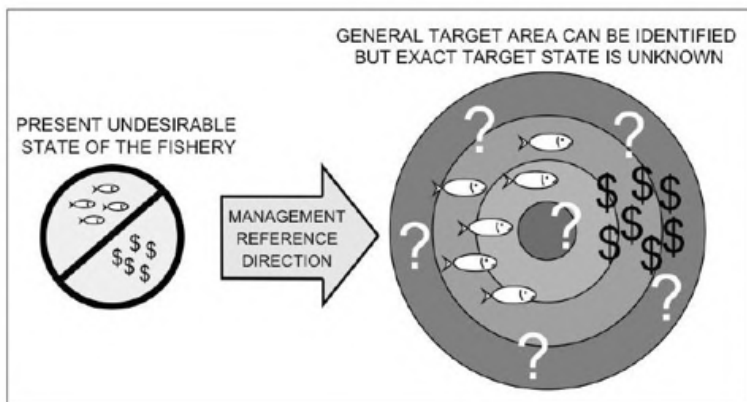 GENERAL TARGET AREA CAN BE IDENTIFIED
BUT EXACT TARGET STATE IS UNKNOWN
PRESENT UNDESIRABLE
STATE OF THE FISHERY
MANAGEMENT
REFERENCE
DIRECTION
$ $ $ $ $
? ? ? ? ? ? ?
$ $ $ $ $ $ $